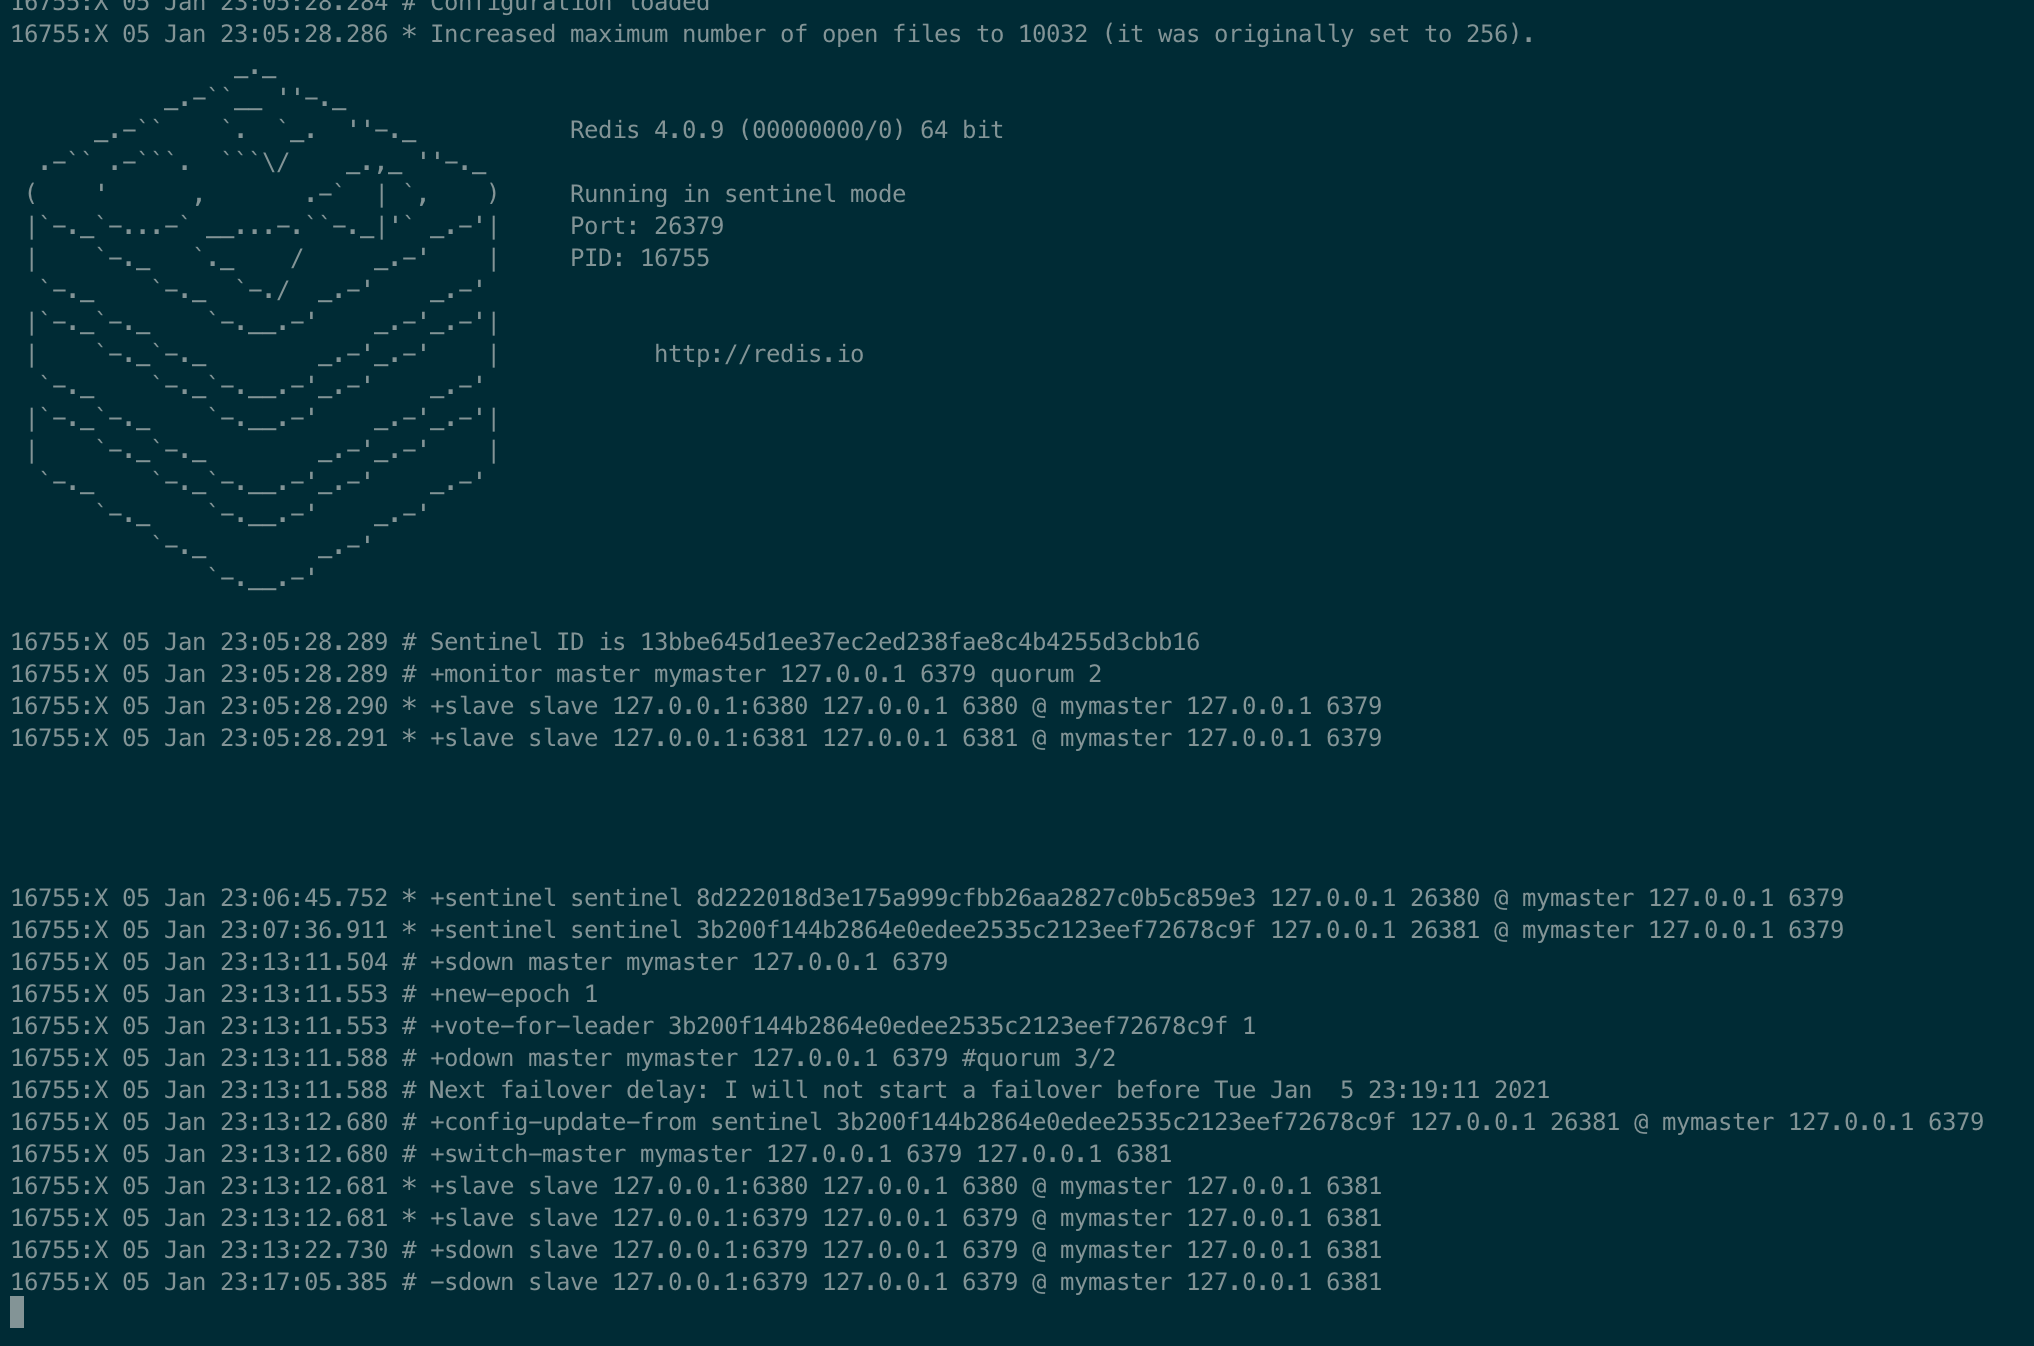 16755:X 05 Jan 23:05:28.284 # Configuration loaded
16755:X 05 Jan 23:05:28.286 * Increased maximum number of open files to 10032 (it was originally set to 256).
Redis 4.0.9 (00000000/0) 64 bit
Running in sentinel mode
Port: 26379
PID: 16755
http://redis.io
16755:X 05 Jan 23:05:28.289 # Sentinel ID is 13bbe645d1ee37ec2ed238fae8c4b4255d3cbb16
16755:X 05 Jan 23:05:28.289 # +monitor master mymaster 127.0.0.1 6379 quorum 2
16755:X 05 Jan 23:05:28.290 * +slave slave 127.0.0.1:6380 127.0.0.1 6380 @ mymaster 127.0.0.1 6379
16755:X 05 Jan 23:05:28.291 * +slave slave 127.0.0.1:6381 127.0.0.1 6381 @ mymaster 127.0.0.1 6379
16755:X 05 Jan 23:06:45.752 * +sentinel sentinel 8d222018d3e175a999cfbb26aa2827c0b5c859e3 127.0.0.1 26380 @ mymaster 127.0.0.1 6379
16755:X 05 Jan 23:07:36.911 * +sentinel sentinel 3b200f144b2864e0edee2535c2123eef72678c9f 127.0.0.1 26381 @ mymaster 127.0.0.1 6379
16755:X 05 Jan 23:13:11.504 # +sdown master mymaster 127.0.0.1 6379
16755:X 05 Jan 23:13:11.553 # +new-epoch 1
16755:X 05 Jan 23:13:11.553 # +vote-for-leader 3b200f144b2864e0edee2535c2123eef72678c9f 1
16755:X 05 Jan 23:13:11.588 # +odown master mymaster 127.0.0.1 6379 #quorum 3/2
16755:X 05 Jan 23:13:11.588 # Next failover delay: I will not start a failover before Tue Jan  5 23:19:11 2021
16755:X 05 Jan 23:13:12.680 # +config-update-from sentinel 3b200f144b2864e0edee2535c2123eef72678c9f 127.0.0.1 26381 @ mymaster 127.0.0.1 6379
16755:X 05 Jan 23:13:12.680 # +switch-master mymaster 127.0.0.1 6379 127.0.0.1 6381
16755:X 05 Jan 23:13:12.681 * +slave slave 127.0.0.1:6380 127.0.0.1 6380 @ mymaster 127.0.0.1 6381
16755:X 05 Jan 23:13:12.681 * +slave slave 127.0.0.1:6379 127.0.0.1 6379 @ mymaster 127.0.0.1 6381
16755:X 05 Jan 23:13:22.730 # +sdown slave 127.0.0.1:6379 127.0.0.1 6379 @ mymaster 127.0.0.1 6381
16755:X 05 Jan 23:17:05.385 # -sdown slave 127.0.0.1:6379 127.0.0.1 6379 @ mymaster 127.0.0.1 6381